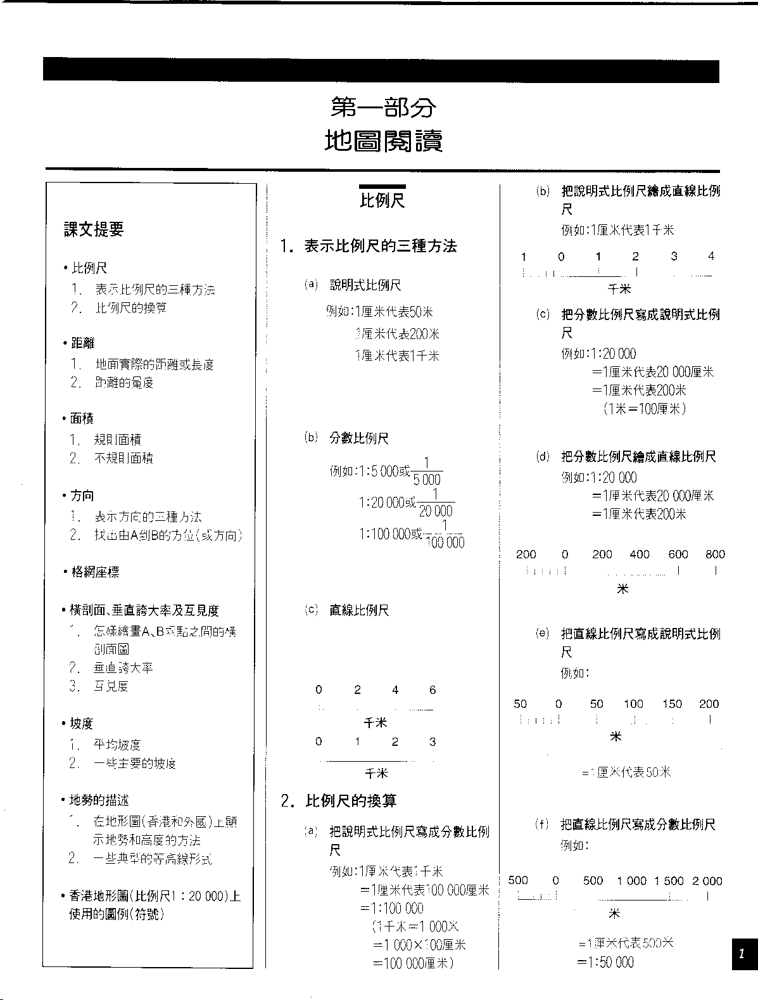 第一部分
地圖閱讀
課文提要
•比例尺
1. 表示比例尺的三種方法
2. 比例尺的換算
•距離
1. 地面實際的距離或長度
2. 距離的量度
•面積
1. 規則面積
2. 不規則面積
•方向
1. 表示方向的三種方法
2. 找出由A到B的方位(或方向)
•格網座標
•橫剖面、垂直誇大率及互見度
1. 怎樣繪畫A、B兩點之間的橫
剖面圖
2. 垂直誇大率
3. 互見度
•坡度
1. 平均坡度
2. 一些主要的坡度
•地勢的描述
1. 在地形圖(香港和外國)上顯
示地勢和高度的方法
2. 一些典型的等高線形式
•香港地形圖(比例尺1：20 000)上
使用的圖例(符號)
比例尺
1. 表示比例尺的三種方法
(a) 說明式比例尺
例如:1厘米代表50米
1厘米代表200米
1厘米代表1千米
(b) 分數比例尺
例如:1:5 000或1/5 000
1:20 000或1/20 000
1:100 000或1/100 000
(c) 直線比例尺
0 2 4 6
千米
0 1 2 3
千米
2. 比例尺的換算
(a) 把說明式比例尺寫成分數比例
尺
例如:1厘米代表1千米
=1厘米代表100 000厘米
=1:100 000
(1千米=1 000米
=1 000×100厘米
=100 000厘米)
(b) 把說明式比例尺繪成直線比例
尺
例如:1厘米代表1千米
1 0 1 2 3 4
千米
(c) 把分數比例尺寫成說明式比例
尺
例如:1:20 000
=1厘米代表20 000厘米
=1厘米代表200米
(1米=100厘米)
(d) 把分數比例尺繪成直線比例尺
例如:1:20 000
=1厘米代表20 000厘米
=1厘米代表200米
200 0 200 400 600 800
米
(e) 把直線比例尺寫成說明式比例
尺
例如:
50 0 50 100 150 200
米
=1厘米代表50米
(f) 把直線比例尺寫成分數比例尺
例如:
500 0 500 1 000 1 500 2 000
米
=1厘米代表500米
=1:50 000
1